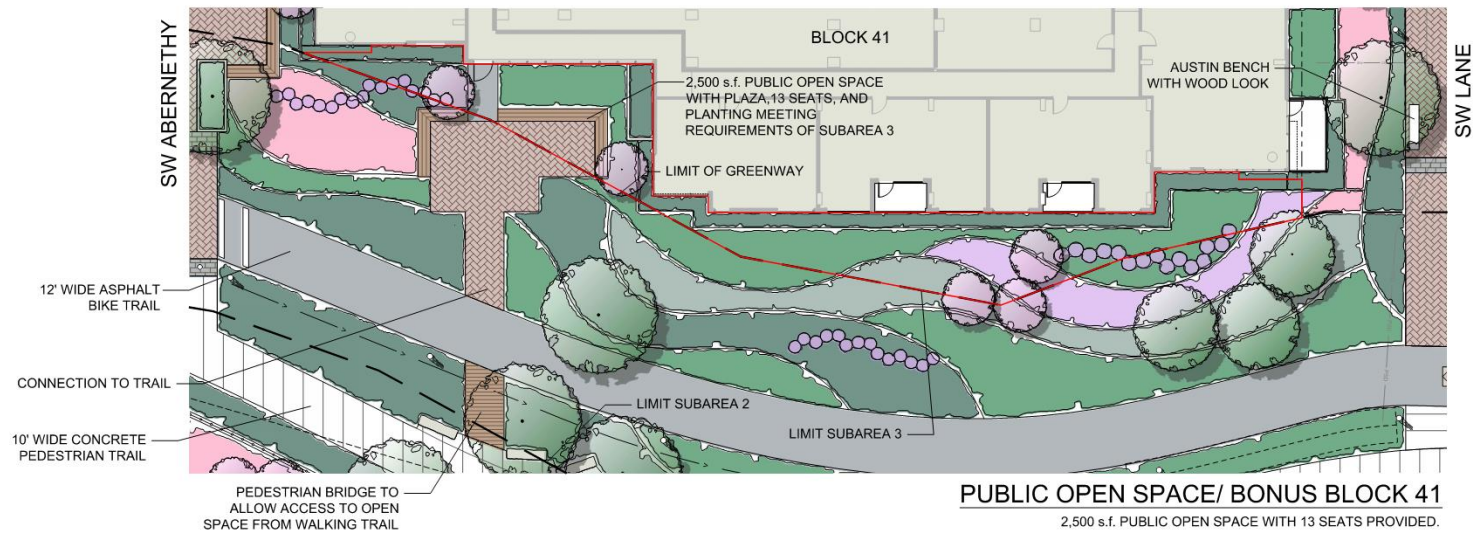 SW ABERNETHY
BLOCK 41
2,500 s.f. PUBLIC OPEN SPACE
WITH PLAZA,13 SEATS, AND
PLANTING MEETING
REQUIREMENTS OF SUBAREA 3
AUSTIN BENCH
WITH WOOD LOOK
SW LANE
LIMIT OF GREENWAY
12' WIDE ASPHALT
BIKE TRAIL
CONNECTION TO TRAIL
LIMIT SUBAREA 2
LIMIT SUBAREA 3
10' WIDE CONCRETE
PEDESTRIAN TRAIL
PEDESTRIAN BRIDGE TO
ALLOW ACCESS TO OPEN
SPACE FROM WALKING TRAIL
PUBLIC OPEN SPACE/ BONUS BLOCK 41
2,500 s.f. PUBLIC OPEN SPACE WITH 13 SEATS PROVIDED.